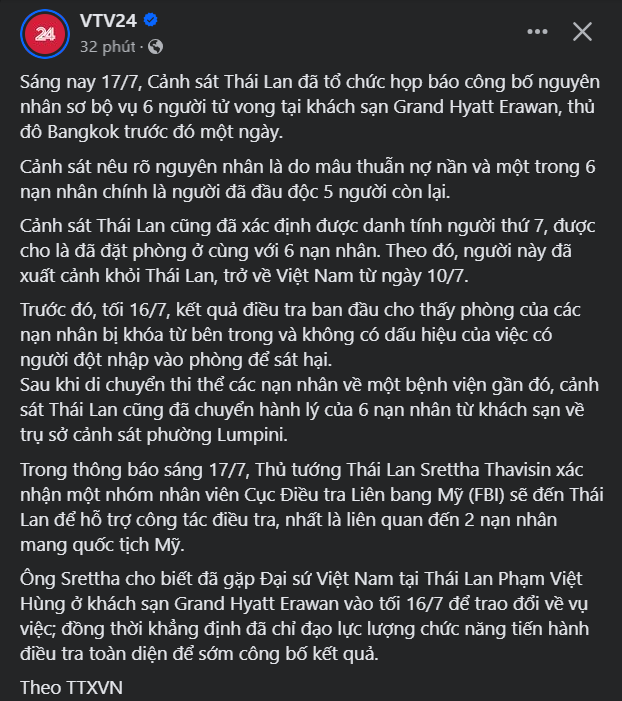 24
VTV24
32 phút ·
Sáng nay 17/7, Cảnh sát Thái Lan đã tổ chức họp báo công bố nguyên
nhân sơ bộ vụ 6 người tử vong tại khách sạn Grand Hyatt Erawan, thủ
đô Bangkok trước đó một ngày.
Cảnh sát nêu rõ nguyên nhân là do mâu thuẫn nợ nần và một trong 6
nạn nhân chính là người đã đầu độc 5 người còn lại.
Cảnh sát Thái Lan cũng đã xác định được danh tính người thứ 7, được
cho là đã đặt phòng ở cùng với 6 nạn nhân. Theo đó, người này đã
xuất cảnh khỏi Thái Lan, trở về Việt Nam từ ngày 10/7.
Trước đó, tối 16/7, kết quả điều tra ban đầu cho thấy phòng của các
nạn nhân bị khóa từ bên trong và không có dấu hiệu của việc có
người đột nhập vào phòng để sát hại.
Sau khi di chuyển thi thể các nạn nhân về một bệnh viện gần đó, cảnh
sát Thái Lan cũng đã chuyển hành lý của 6 nạn nhân từ khách sạn về
trụ sở cảnh sát phường Lumpini.
Trong thông báo sáng 17/7, Thủ tướng Thái Lan Srettha Thavisin xác
nhận một nhóm nhân viên Cục Điều tra Liên bang Mỹ (FBI) sẽ đến Thái
Lan để hỗ trợ công tác điều tra, nhất là liên quan đến 2 nạn nhân
mang quốc tịch Mỹ.
Ông Srettha cho biết đã gặp Đại sứ Việt Nam tại Thái Lan Phạm Việt
Hùng ở khách sạn Grand Hyatt Erawan vào tối 16/7 để trao đổi về vụ
việc; đồng thời khẳng định đã chỉ đạo lực lượng chức năng tiến hành
điều tra toàn diện để sớm công bố kết quả.
Theo TTXVN